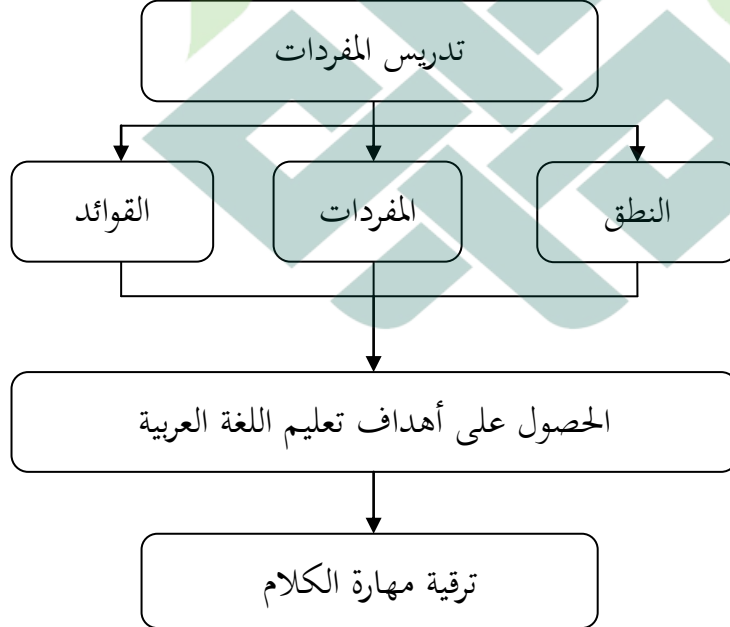 تدريس المفردات
النطق
المفردات
القوائد
الحصول على أهداف تعليم اللغة العربية
ترقية مهارة الكلام